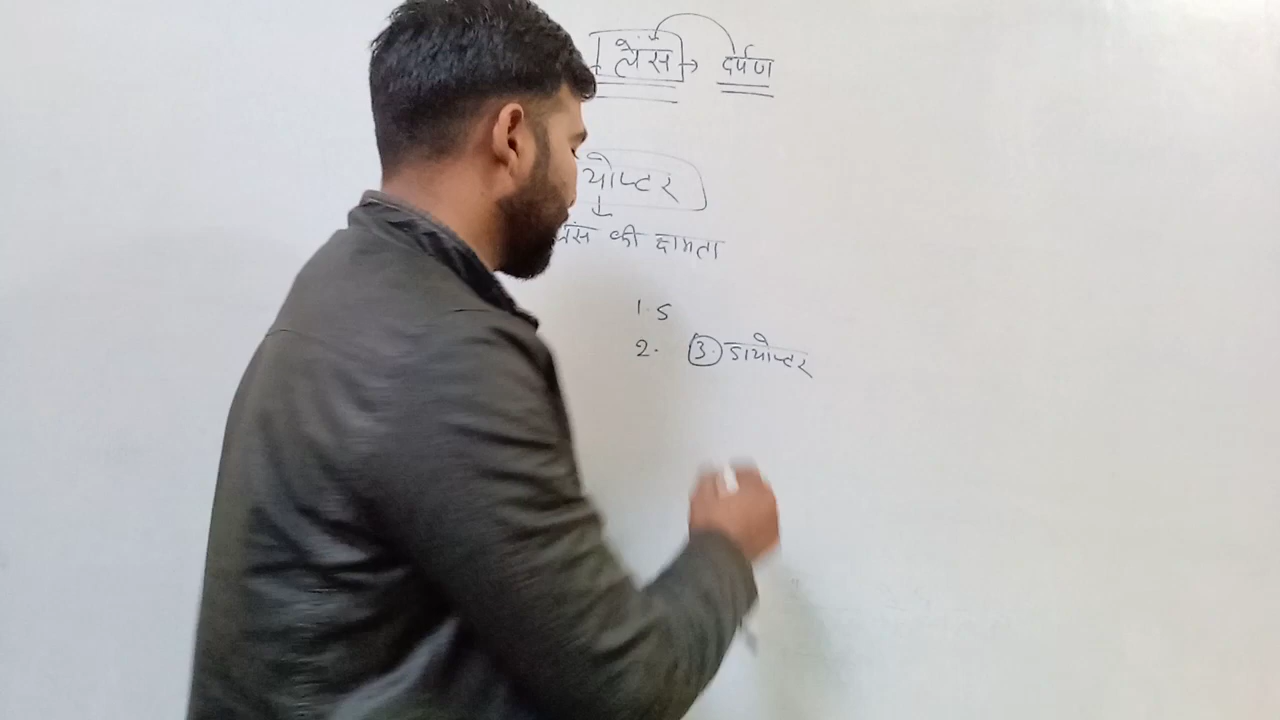 लेंस → दर्पण
योप्टर
↓
लेंस की क्षमता
1. 5
2. 3. डायोप्टर